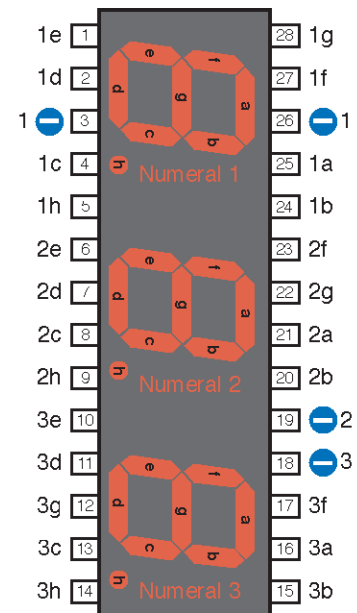 1e 1 28 1g
e f
1d 2 27 1f
d g a
1 3 26 1
c b
1c 4 h Numeral 1 25 1a
1h 5 24 1b
2e 6 23 2f
e f
2d 7 22 2g
d g a
2c 8 21 2a
c b
2h 9 h Numeral 2 20 2b
3e 10 19 2
3d 11 18 3
e f
3g 12 17 3f
d g a
3c 13 16 3a
c b
3h 14 h Numeral 3 15 3b